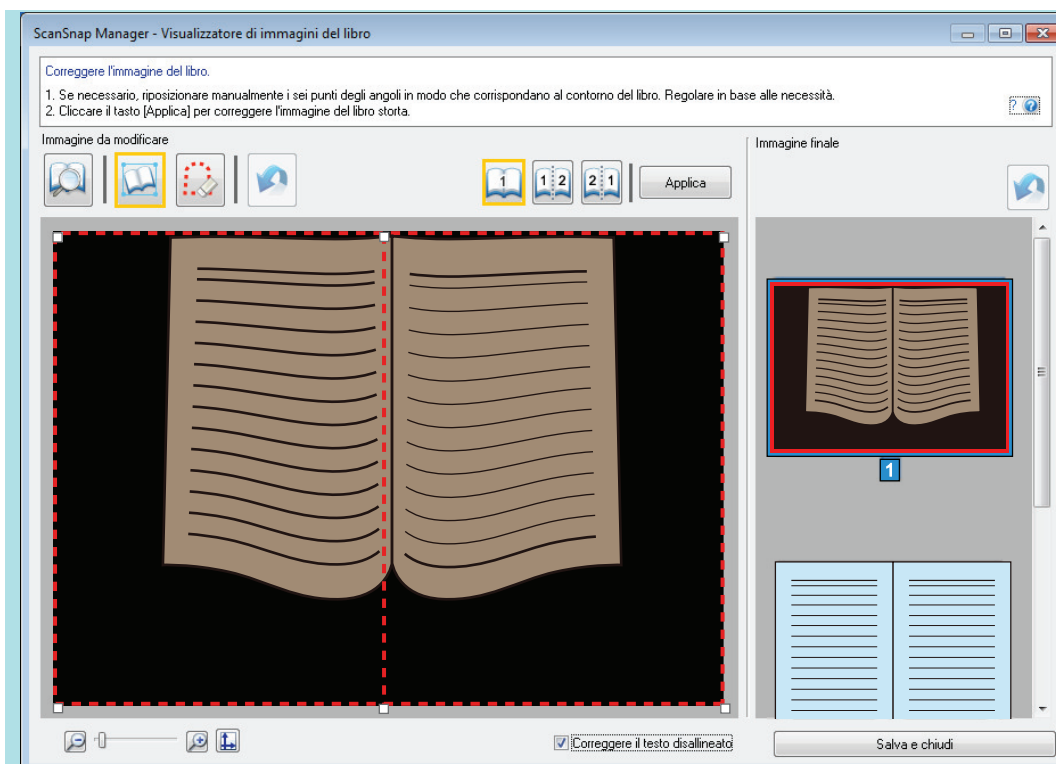 ScanSnap Manager - Visualizzatore di immagini del libro
Correggere l'immagine del libro.
1. Se necessario, riposizionare manualmente i sei punti degli angoli in modo che corrispondano al contorno del libro. Regolare in base alle necessità.
2. Cliccare il tasto [Applica] per correggere l'immagine del libro storta.
?
Immagine da modificare
Immagine finale
1
1 2
2 1
Applica
1
Correggere il testo disallineato
Salva e chiudi